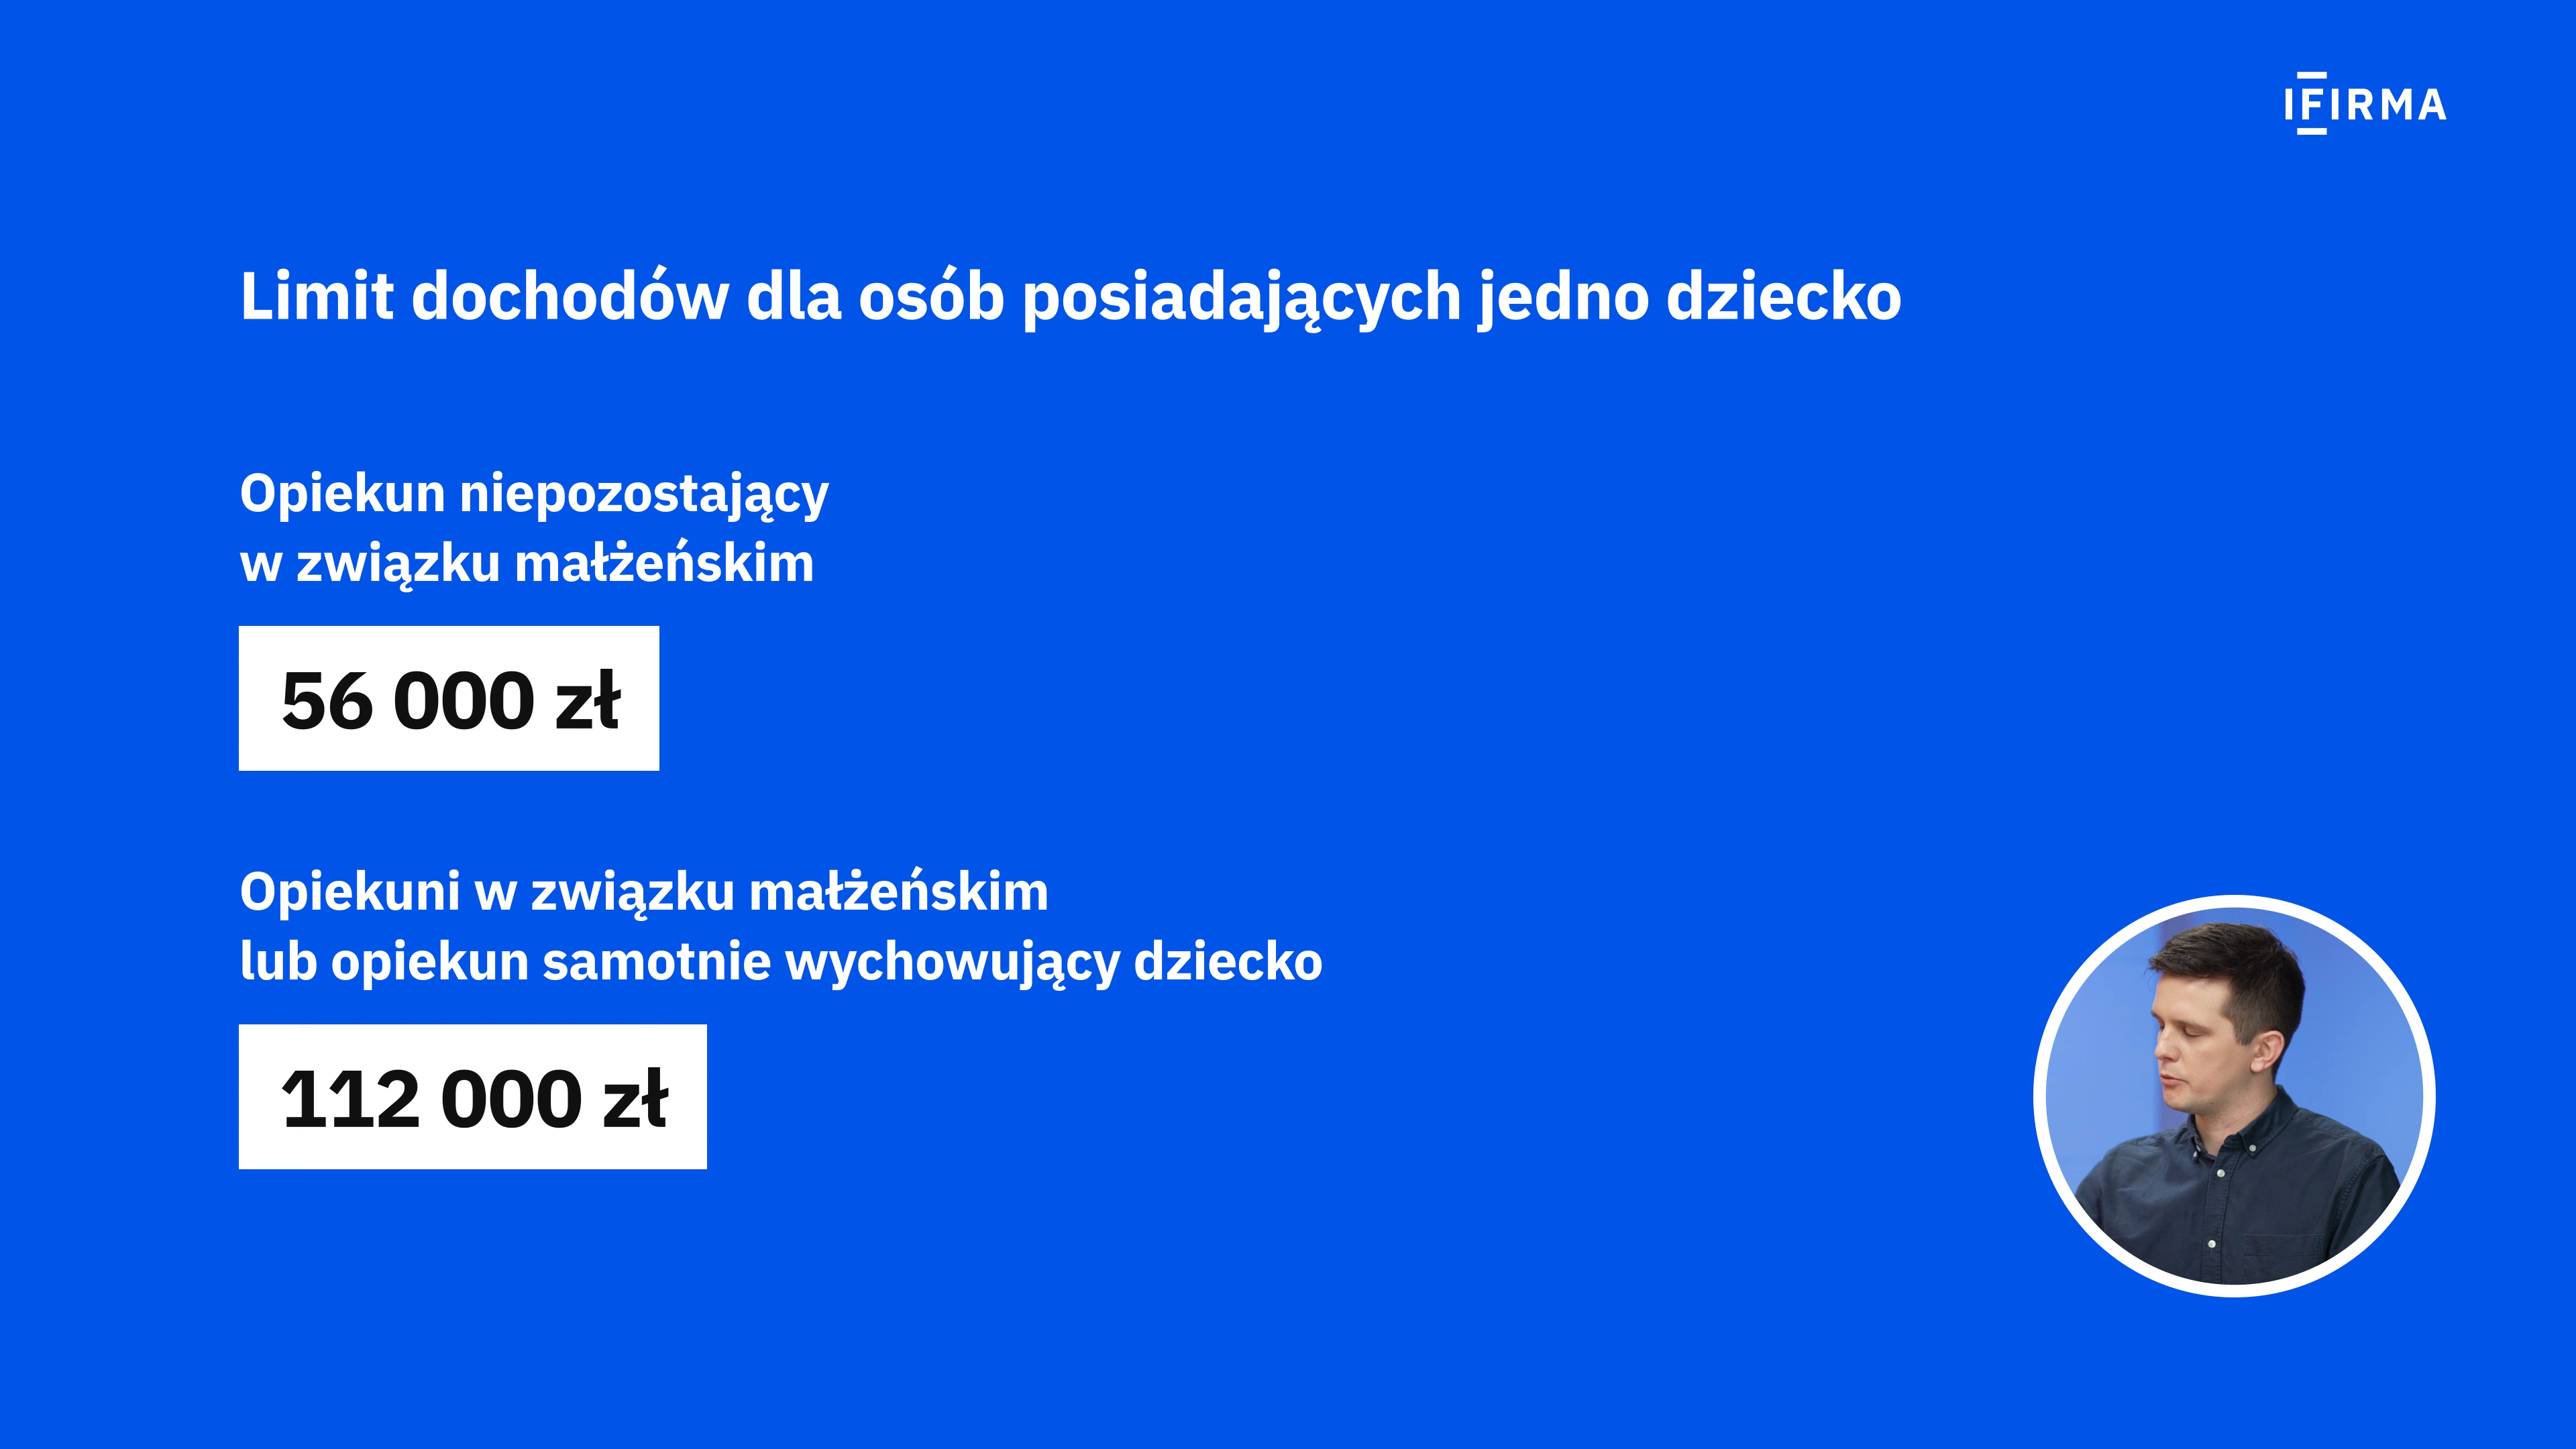 IFIRMA
Limit dochodów dla osób posiadających jedno dziecko
Opiekun niepozostający
w związku małżeńskim
56 000 zł
Opiekuni w związku małżeńskim
lub opiekun samotnie wychowujący dziecko
112 000 zł